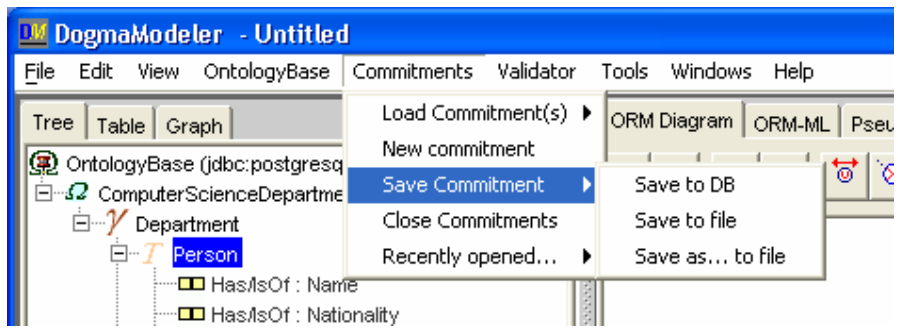 DM DogmaModeler - Untitled
File Edit View OntologyBase Commitments Validator Tools Windows Help
Tree Table Graph
Load Commitment(s)
New commitment
Save Commitment
Close Commitments
Recently opened...
Save to DB
Save to file
Save as... to file
ORM Diagram ORM-ML Pseu
OntologyBase (jdbc:postgresq
Ω ComputerScienceDepartme
γ Department
T Person
Has/IsOf : Name
Has/IsOf : Nationality